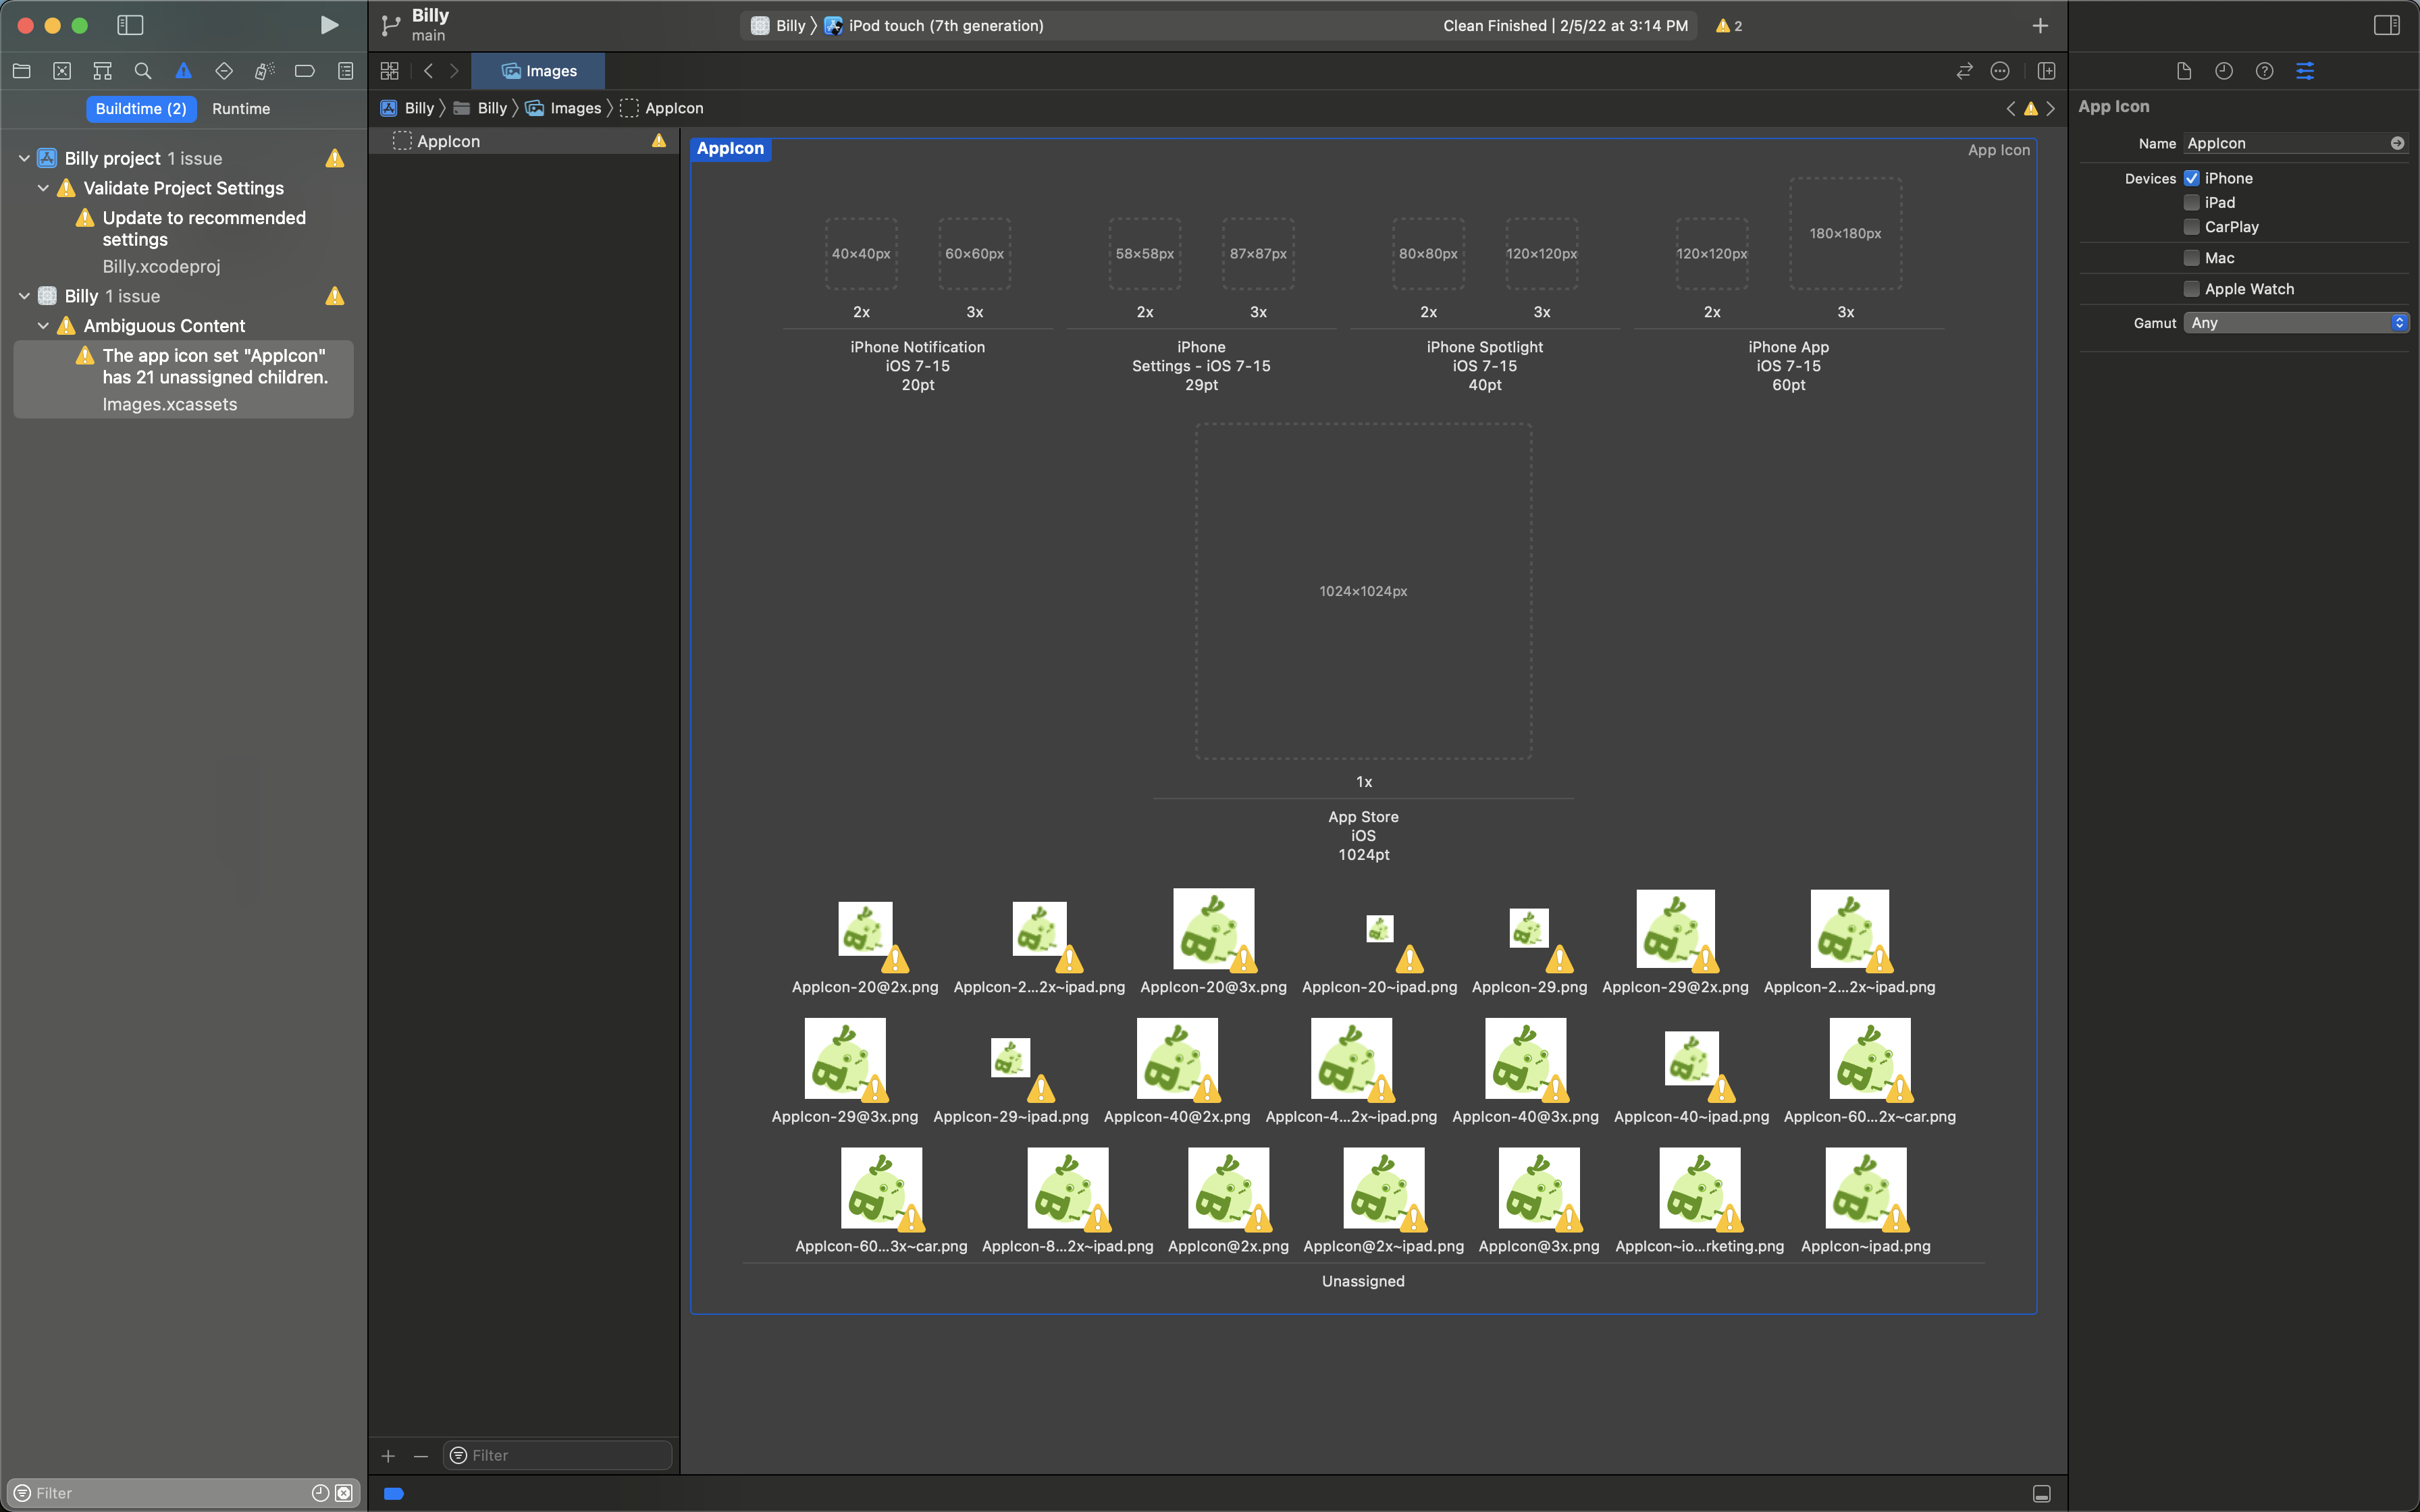 Billy
main
Billy 〉 iPod touch (7th generation)
Clean Finished | 2/5/22 at 3:14 PM
2
Images
Buildtime (2)
Runtime
Billy 〉 Billy 〉 Images 〉 AppIcon
Billy project 1 issue
Validate Project Settings
Update to recommended
settings
Billy.xcodeproj
Billy 1 issue
Ambiguous Content
The app icon set "AppIcon"
has 21 unassigned children.
Images.xcassets
Filter
AppIcon
Filter
AppIcon
App Icon
40×40px
60×60px
58×58px
87×87px
80×80px
120×120px
120×120px
180×180px
2x
3x
2x
3x
2x
3x
2x
3x
iPhone Notification
iOS 7-15
20pt
iPhone
Settings - iOS 7-15
29pt
iPhone Spotlight
iOS 7-15
40pt
iPhone App
iOS 7-15
60pt
1024×1024px
1x
App Store
iOS
1024pt
AppIcon-20@2x.png
AppIcon-2...2x~ipad.png
AppIcon-20@3x.png
AppIcon-20~ipad.png
AppIcon-29.png
AppIcon-29@2x.png
AppIcon-2...2x~ipad.png
AppIcon-29@3x.png
AppIcon-29~ipad.png
AppIcon-40@2x.png
AppIcon-4...2x~ipad.png
AppIcon-40@3x.png
AppIcon-40~ipad.png
AppIcon-60...2x~car.png
AppIcon-60...3x~car.png
AppIcon-8...2x~ipad.png
AppIcon@2x.png
AppIcon@2x~ipad.png
AppIcon@3x.png
AppIcon~io...rketing.png
AppIcon~ipad.png
Unassigned
App Icon
Name AppIcon
Devices iPhone
iPad
CarPlay
Mac
Apple Watch
Gamut Any